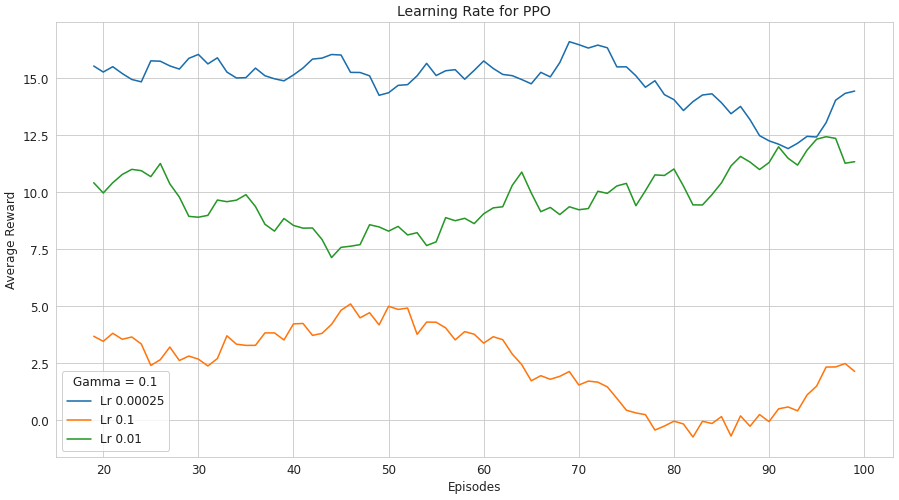 Learning Rate for PPO
Average Reward
15.0
12.5
10.0
7.5
5.0
2.5
0.0
Gamma = 0.1
Lr 0.00025
Lr 0.1
Lr 0.01
20 30 40 50 60 70 80 90 100
Episodes